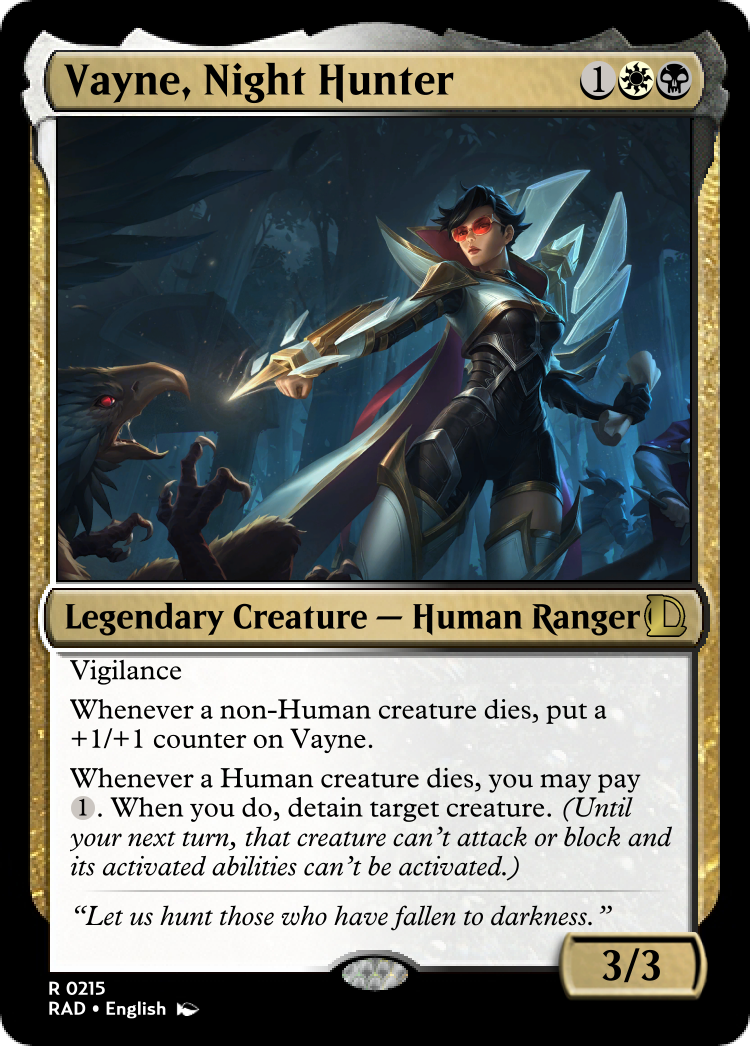 Vayne, Night Hunter 1
Legendary Creature — Human Ranger
Vigilance
Whenever a non-Human creature dies, put a
+1/+1 counter on Vayne.
Whenever a Human creature dies, you may pay
1. When you do, detain target creature. (Until
your next turn, that creature can't attack or block and
its activated abilities can't be activated.)
“Let us hunt those who have fallen to darkness.”
3/3
R 0215
RAD • English